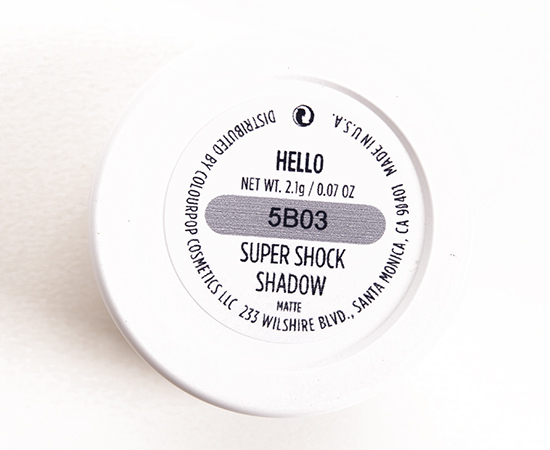 HELLO
NET WT. 2.1g / 0.07 OZ
5B03
SUPER SHOCK
SHADOW
MATTE
DISTRIBUTED BY COLOURPOP COSMETICS LLC 233 WILSHIRE BLVD., SANTA MONICA, CA 90401 MADE IN U.S.A.